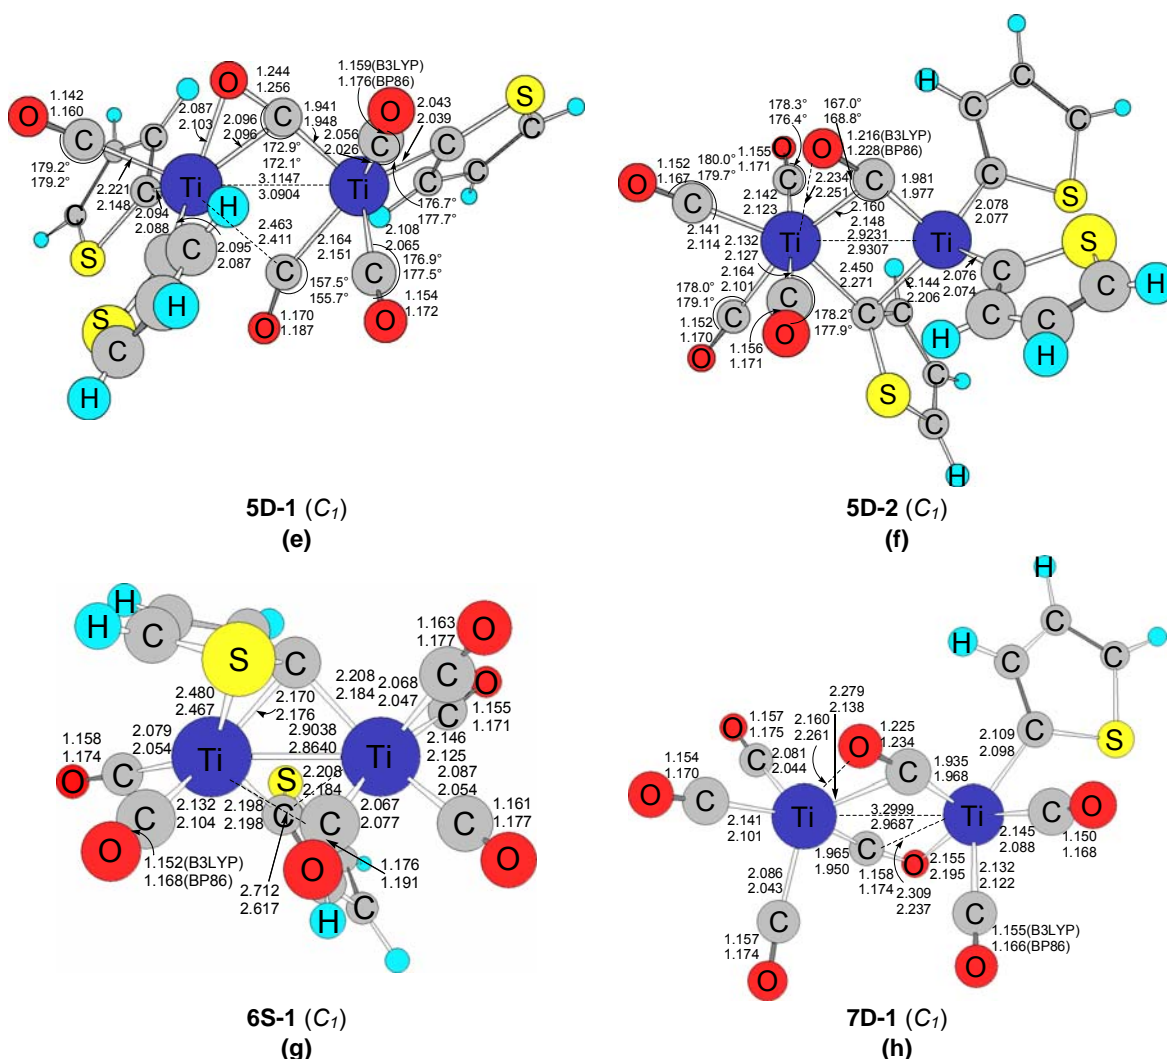 1.142
1.160
179.2°
179.2°
O
C
Ti
2.221
2.148
2.094
2.088
2.095
2.087
2.087
2.103
O
1.244
1.256
2.096
2.096
C
172.9°
172.1°
1.941
1.948
3.1147
3.0904
1.159(B3LYP)
1.176(BP86)
O
C
2.056
2.026
Ti
2.043
2.039
C
S
C
C
C
176.7°
177.7°
2.108
2.065
176.9°
177.5°
C
1.154
1.172
O
2.463
2.411
2.164
2.151
C
157.5°
155.7°
1.170
1.187
O
C
C
C
S
H
C
C
H
S
C
H
5D-1 (C1)
(e)
178.3°
176.4°
167.0°
168.8°
O
1.216(B3LYP)
1.228(BP86)
C
1.155
1.171
O
C
1.152
1.167
180.0°
179.7°
O
C
2.142
2.123
2.234
2.251
1.981
1.977
2.141
2.114
Ti
2.160
2.148
2.9231
2.9307
Ti
2.078
2.077
H
C
C
C
C
S
2.132
2.127
2.164
2.101
2.450
2.271
2.144
2.206
2.076
2.074
C
S
C
H
C
C
H
H
178.0°
179.1°
C
1.152
1.170
O
C
O
1.156
1.171
178.2°
177.9°
C
C
C
S
C
H
5D-2 (C1)
(f)
H
H
C
S
C
2.480
2.467
2.170
2.176
2.208
2.184
2.068
2.047
1.163
1.177
O
C
O
C
1.155
1.171
2.9038
2.8640
Ti
Ti
2.079
2.054
1.158
1.174
O
C
C
O
2.132
2.104
2.198
2.198
2.208
2.184
S
C
C
2.067
2.077
2.146
2.125
2.087
2.054
1.161
1.177
C
O
1.152(B3LYP)
1.168(BP86)
2.712
2.617
O
1.176
1.191
C
H
6S-1 (C1)
(g)
H
H
C
C
C
C
S
2.279
2.138
2.160
2.261
1.157
1.175
O
C
2.081
2.044
O
1.225
1.234
C
1.935
1.968
2.109
2.098
1.154
1.170
O
C
2.141
2.101
Ti
3.2999
2.9687
Ti
C
O
2.145
2.088
1.150
1.168
1.965
1.950
C
O
1.158
1.174
2.155
2.195
2.309
2.237
2.132
2.122
2.086
2.043
C
1.157
1.174
O
C
1.155(B3LYP)
1.166(BP86)
O
7D-1 (C1)
(h)